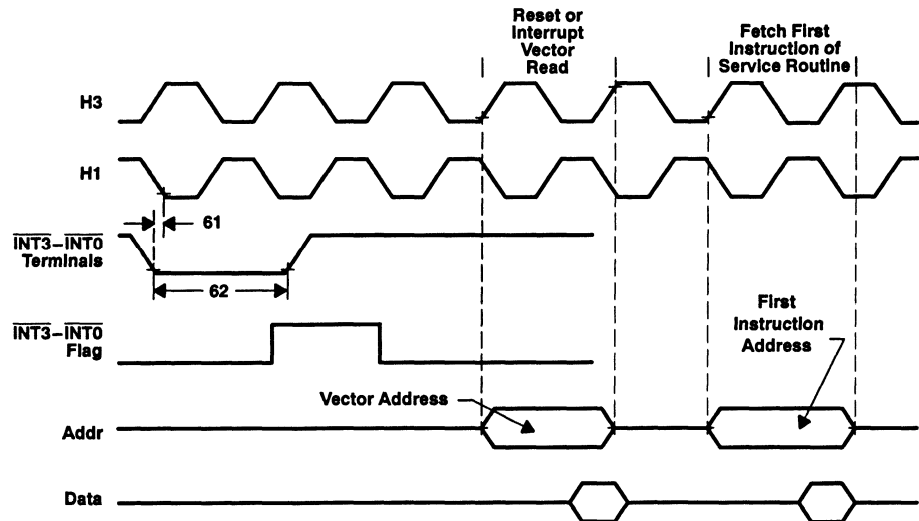 Reset or
Interrupt
Vector
Read
Fetch First
Instruction of
Service Routine
H3
H1
61
INT3–INT0
Terminals
62
INT3–INT0
Flag
First
Instruction
Address
Vector Address
Addr
Data